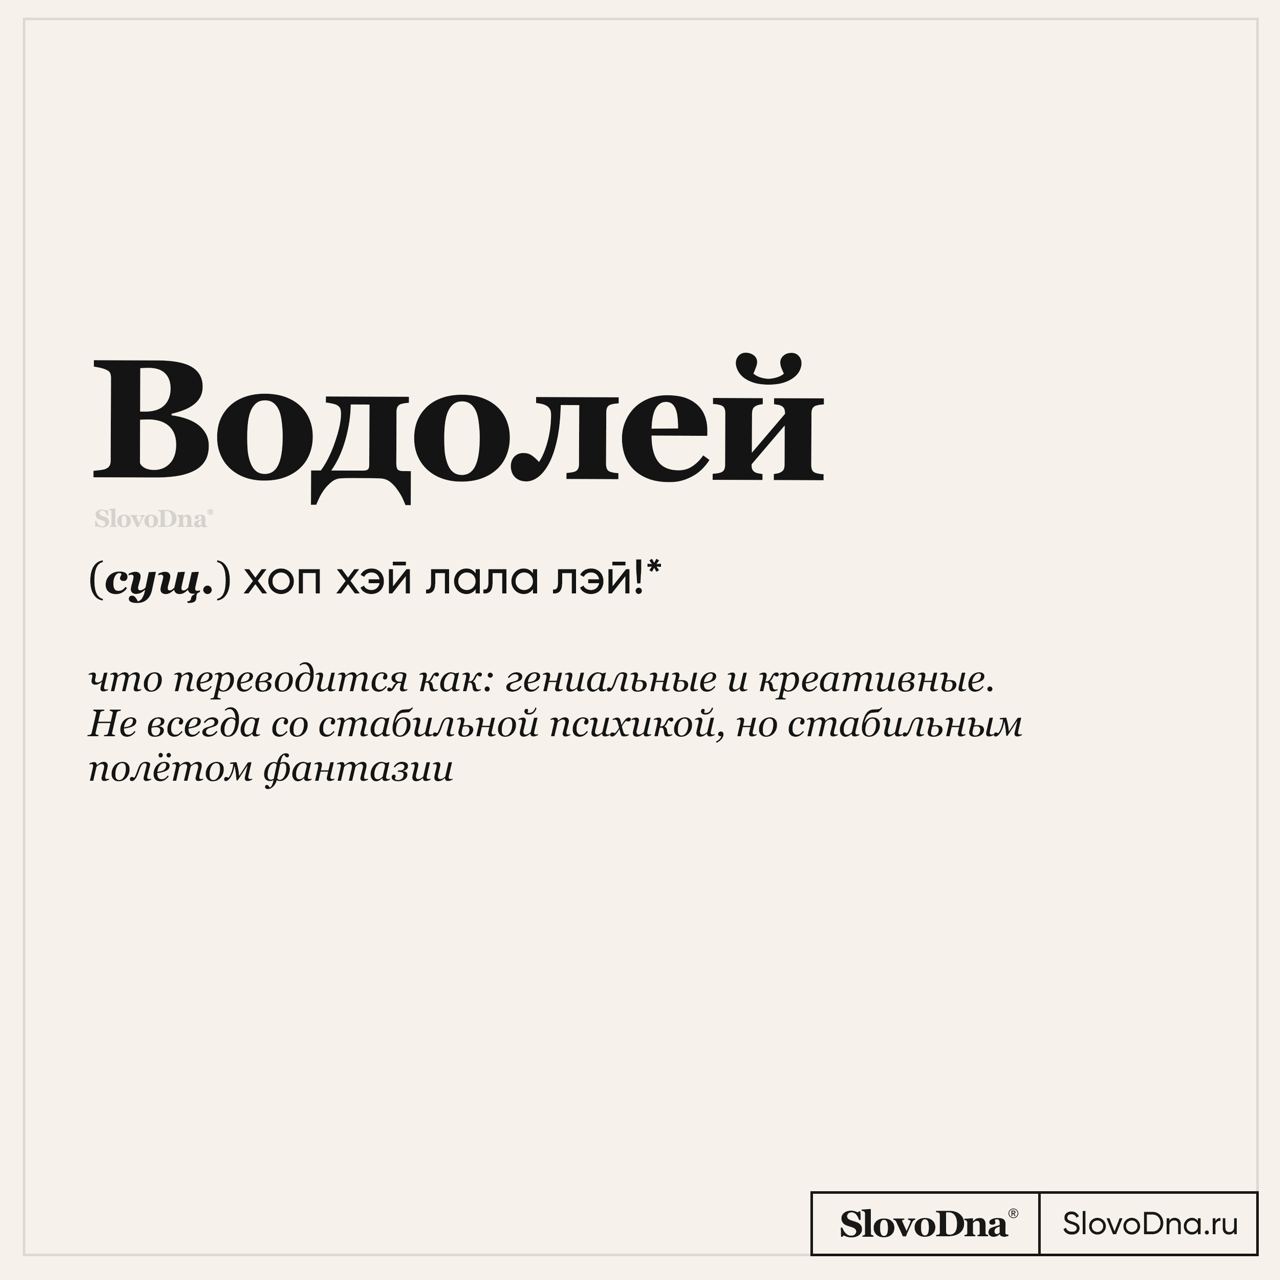 Водолей
SlovoDna®
(сущ.) хоп хэй лала лэй!*
что переводится как: гениальные и креативные.
Не всегда со стабильной психикой, но стабильным
полётом фантазии
SlovoDna® SlovoDna.ru